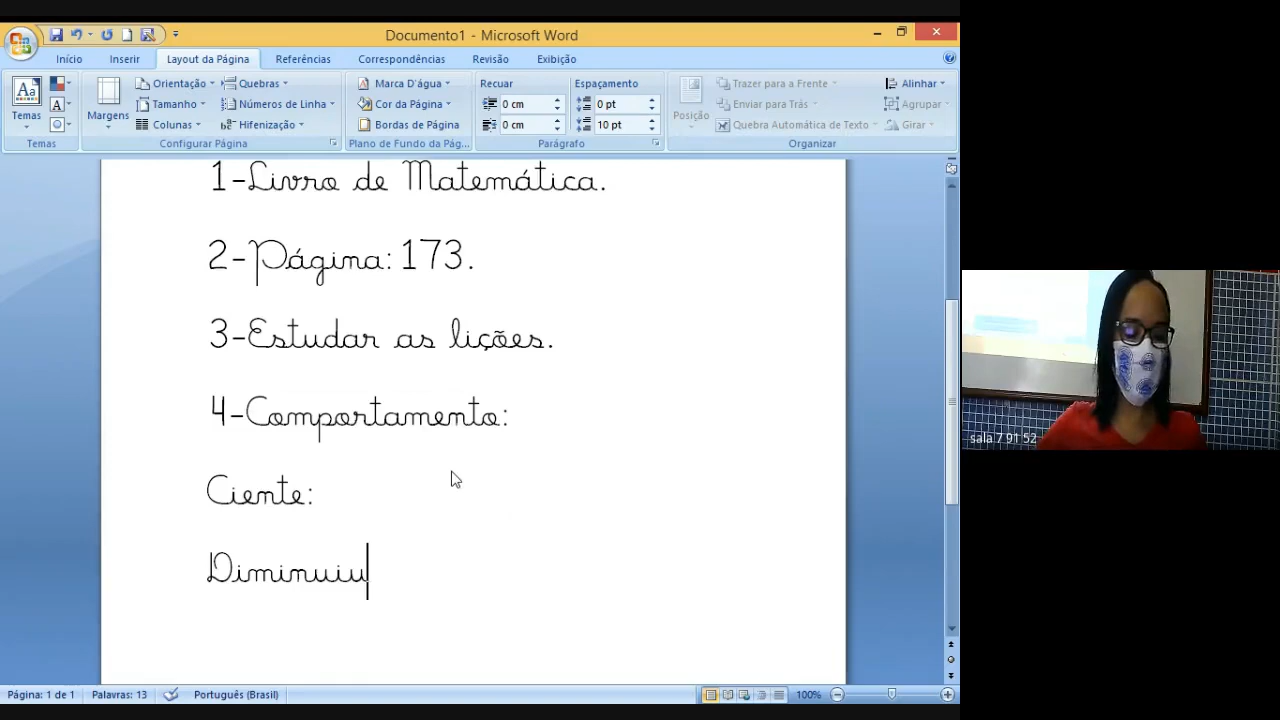 Documento1 - Microsoft Word
Início Inserir Layout da Página Referências Correspondências Revisão Exibição
Temas
Margens
Orientação
Tamanho
Colunas
Quebras
Números de Linha
Hifenização
Marca D'água
Cor da Página
Bordas de Página
Recuar
0 cm
0 cm
Espaçamento
0 pt
10 pt
Posição
Trazer para a Frente
Enviar para Trás
Quebra Automática de Texto
Alinhar
Agrupar
Girar
Temas Configurar Página Plano de Fundo da Pág... Parágrafo Organizar
1-Livro de Matemática.
2-Página: 173.
3-Estudar as lições.
4-Comportamento:
Ciente:
Diminuiu
sala 7 91 52
Página: 1 de 1 Palavras: 13 Português (Brasil) 100%